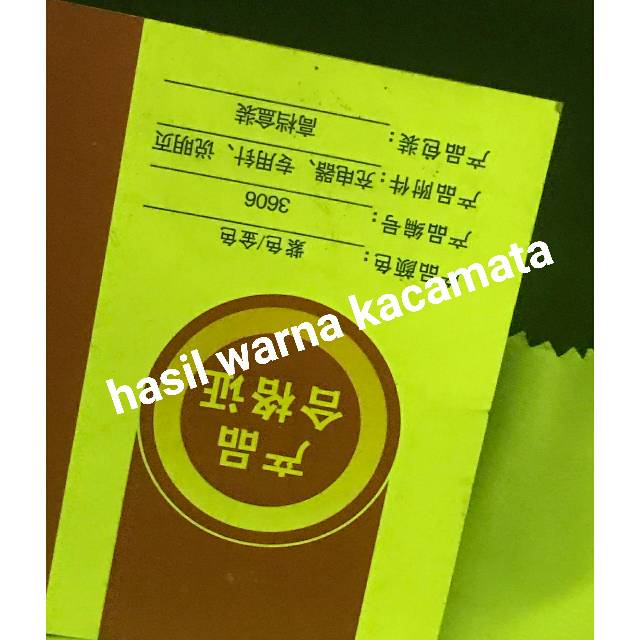 产品
合格证
产品颜色：紫色/金色
产品编号：3606
产品附件：充电器、专用针、说明页
产品包装：高档盒装
hasil warna kacamata